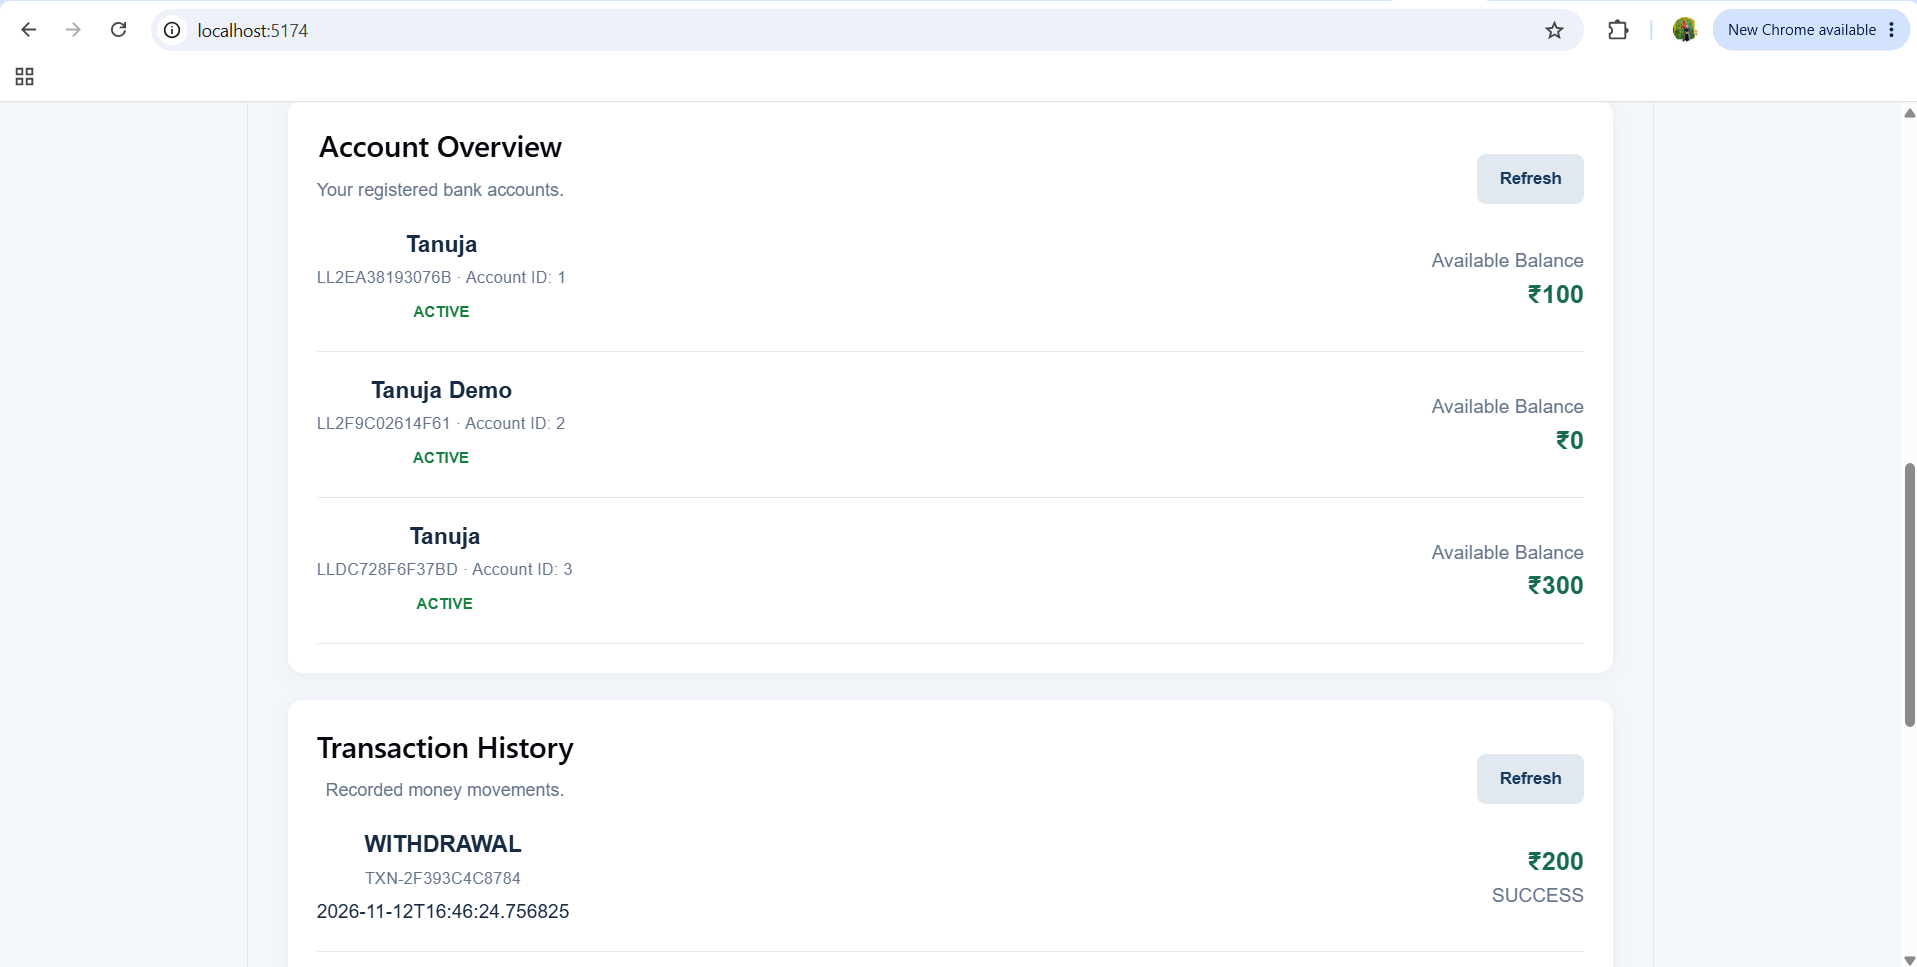 localhost:5174
New Chrome available
Account Overview
Your registered bank accounts.
Refresh
Tanuja
LL2EA38193076B · Account ID: 1
ACTIVE
Available Balance
₹100
Tanuja Demo
LL2F9C02614F61 · Account ID: 2
ACTIVE
Available Balance
₹0
Tanuja
LLDC728F6F37BD · Account ID: 3
ACTIVE
Available Balance
₹300
Transaction History
Recorded money movements.
Refresh
WITHDRAWAL
TXN-2F393C4C8784
2026-11-12T16:46:24.756825
₹200
SUCCESS